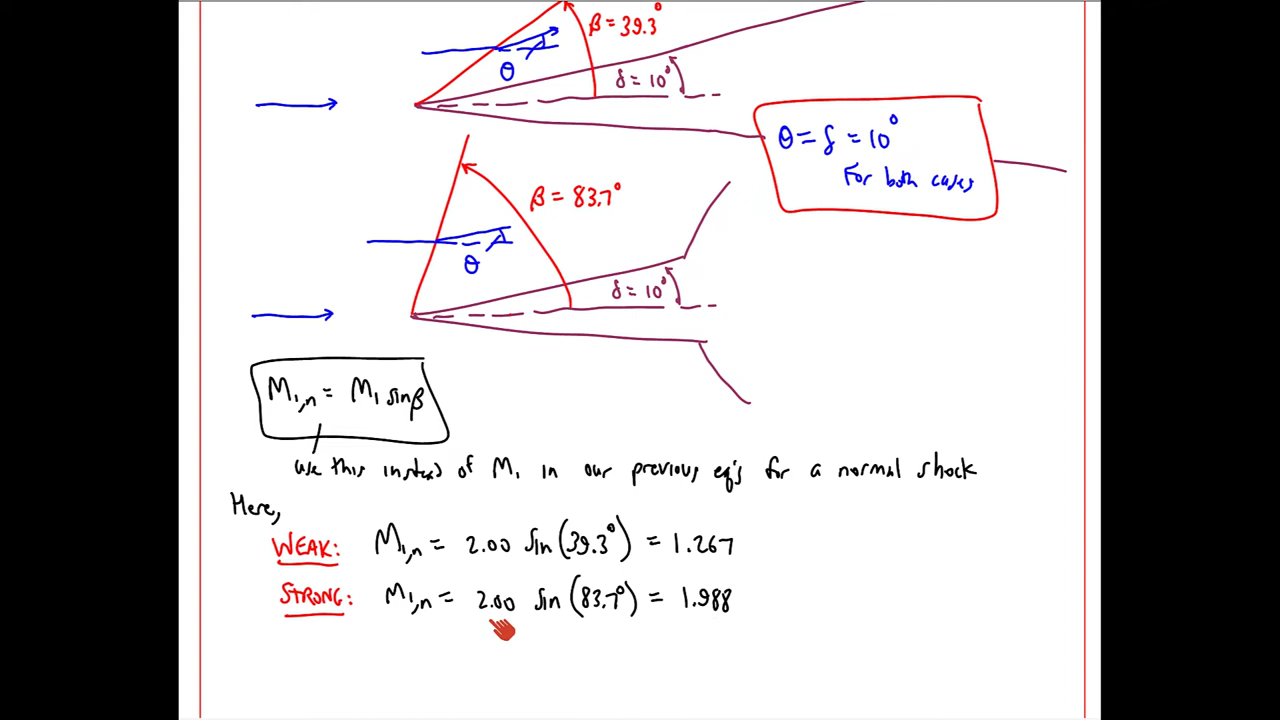 β = 39.3°
θ
δ = 10°
θ = δ = 10°
For both cases
β = 83.7°
θ
δ = 10°
M1,n = M1 sinβ
use this instead of M1 in our previous eq's for a normal shock
Here,
WEAK: M1,n = 2.00 sin(39.3°) = 1.267
STRONG: M1,n = 2.00 sin(83.7°) = 1.988